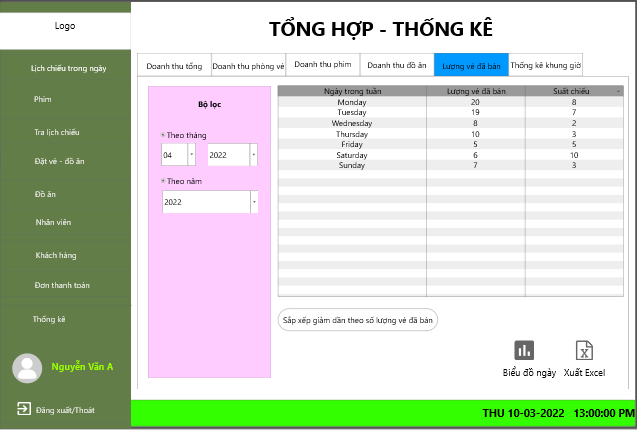 Logo
TỔNG HỢP - THỐNG KÊ
Lịch chiếu trong ngày
Phim
Tra lịch chiếu
Đặt vé - đồ ăn
Đồ ăn
Nhân viên
Khách hàng
Đơn thanh toán
Thống kê
Nguyễn Văn A
Đăng xuất/Thoát
Doanh thu tổng Doanh thu phòng vé Doanh thu phim Doanh thu đồ ăn Lượng vé đã bán Thống kê khung giờ
Bộ lọc
Theo tháng
04 2022
Theo năm
2022
Ngày trong tuần Lượng vé đã bán Suất chiếu
Monday 20 8
Tuesday 19 7
Wednesday 8 2
Thursday 10 3
Friday 5 5
Saturday 6 10
Sunday 7 3
Sắp xếp giảm dần theo số lượng vé đã bán
Biểu đồ ngày Xuất Excel
THU 10-03-2022 13:00:00 PM